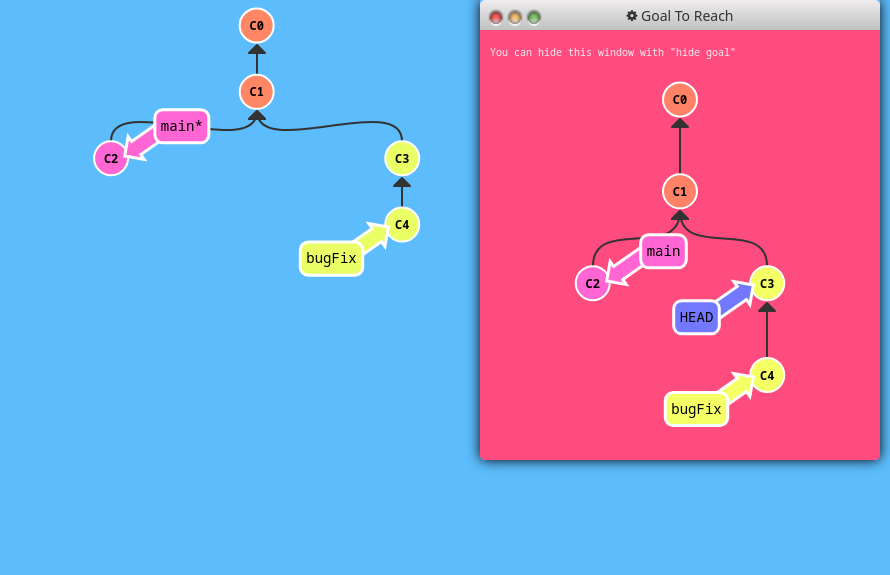 C0
C1
main*
C2
C3
C4
bugFix
Goal To Reach
You can hide this window with "hide goal"
C0
C1
main
C2
C3
HEAD
C4
bugFix